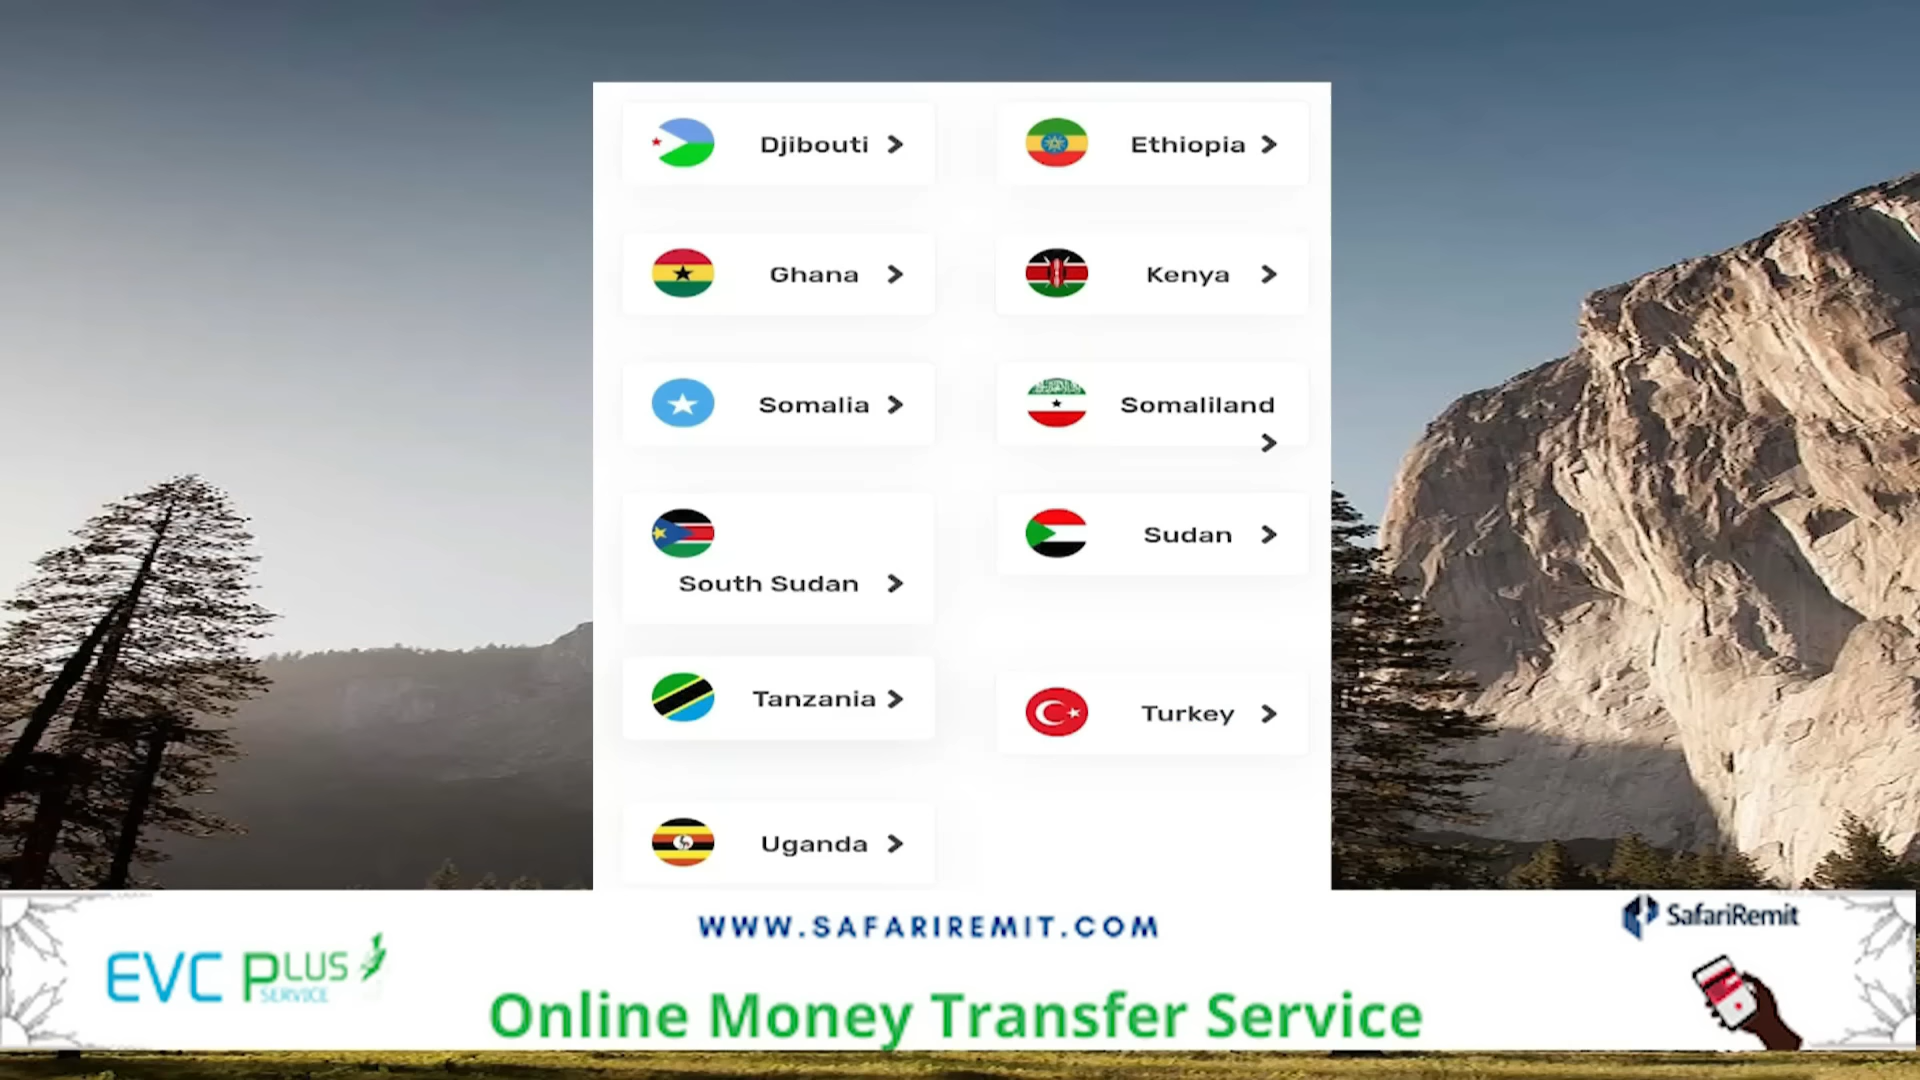 Djibouti
Ethiopia
Ghana
Kenya
Somalia
Somaliland
South Sudan
Sudan
Tanzania
Turkey
Uganda
WWW.SAFARIREMIT.COM
SafariRemit
EVC PLUS
SERVICE
Online Money Transfer Service